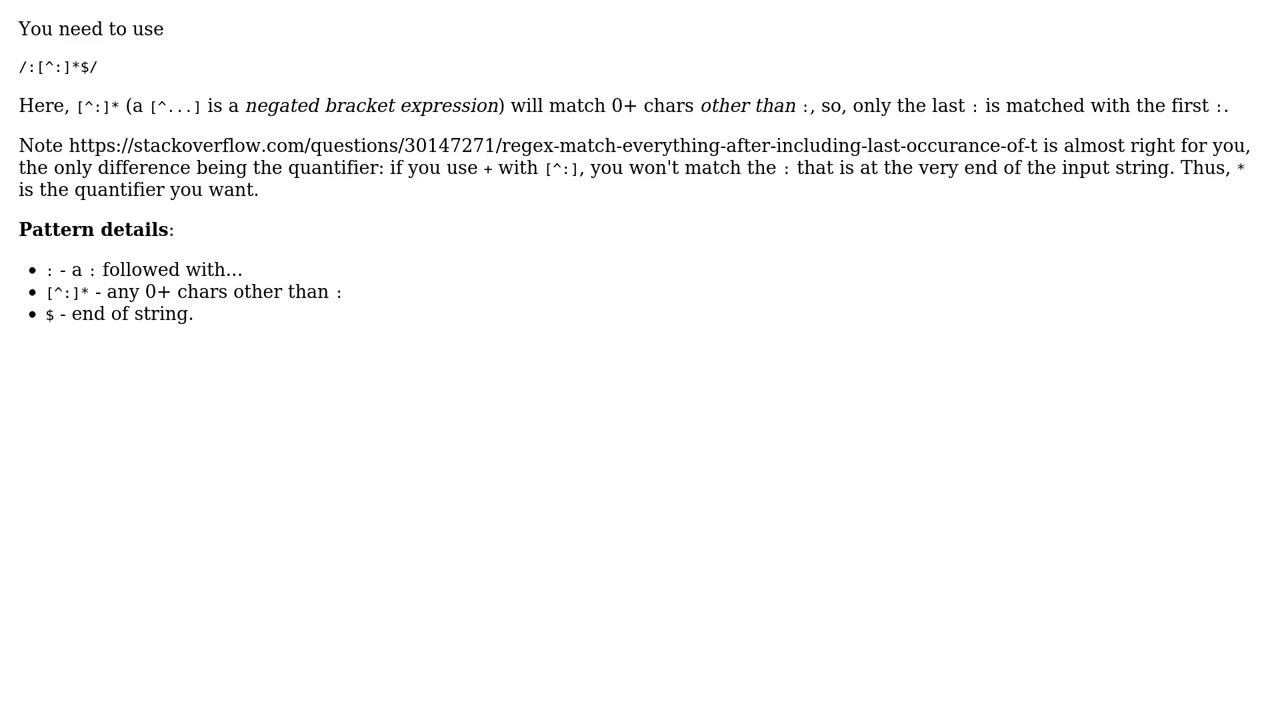 You need to use
/:[^:]*$/
Here, [^:]* (a [^...] is a negated bracket expression) will match 0+ chars other than :, so, only the last : is matched with the first :.
Note https://stackoverflow.com/questions/30147271/regex-match-everything-after-including-last-occurance-of-t is almost right for you,
the only difference being the quantifier: if you use + with [^:], you won't match the : that is at the very end of the input string. Thus, *
is the quantifier you want.
Pattern details:
• : - a : followed with...
• [^:]* - any 0+ chars other than :
• $ - end of string.